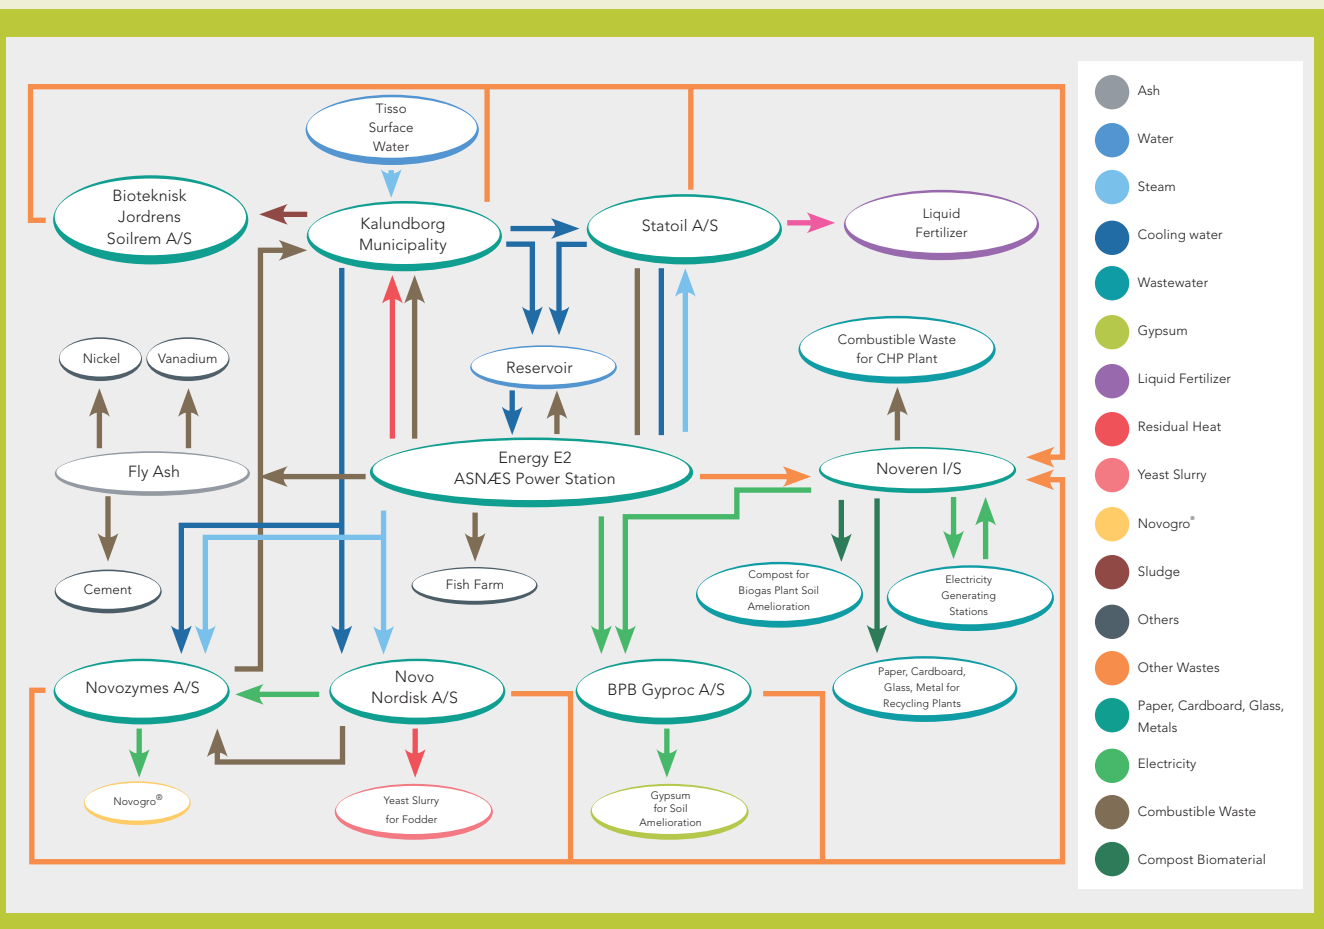 Tisso
Surface
Water
Bioteknisk
Jordrens
Soilrem A/S
Kalundborg
Municipality
Statoil A/S
Liquid
Fertilizer
Nickel
Vanadium
Reservoir
Combustible Waste
for CHP Plant
Fly Ash
Energy E2
ASNÆS Power Station
Noveren I/S
Cement
Fish Farm
Compost for
Biogas Plant Soil
Amelioration
Electricity
Generating
Stations
Novozymes A/S
Novo
Nordisk A/S
BPB Gyproc A/S
Paper, Cardboard,
Glass, Metal for
Recycling Plants
Novogro®
Yeast Slurry
for Fodder
Gypsum
for Soil
Amelioration
Ash
Water
Steam
Cooling water
Wastewater
Gypsum
Liquid Fertilizer
Residual Heat
Yeast Slurry
Novogro®
Sludge
Others
Other Wastes
Paper, Cardboard, Glass,
Metals
Electricity
Combustible Waste
Compost Biomaterial